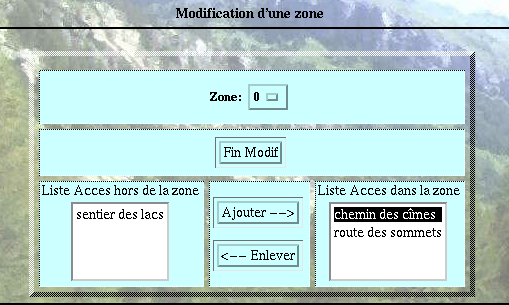 Modification d'une zone
Zone: 0
Fin Modif
Liste Acces hors de la zone
sentier des lacs
Ajouter -->
<-- Enlever
Liste Acces dans la zone
chemin des cîmes
route des sommets